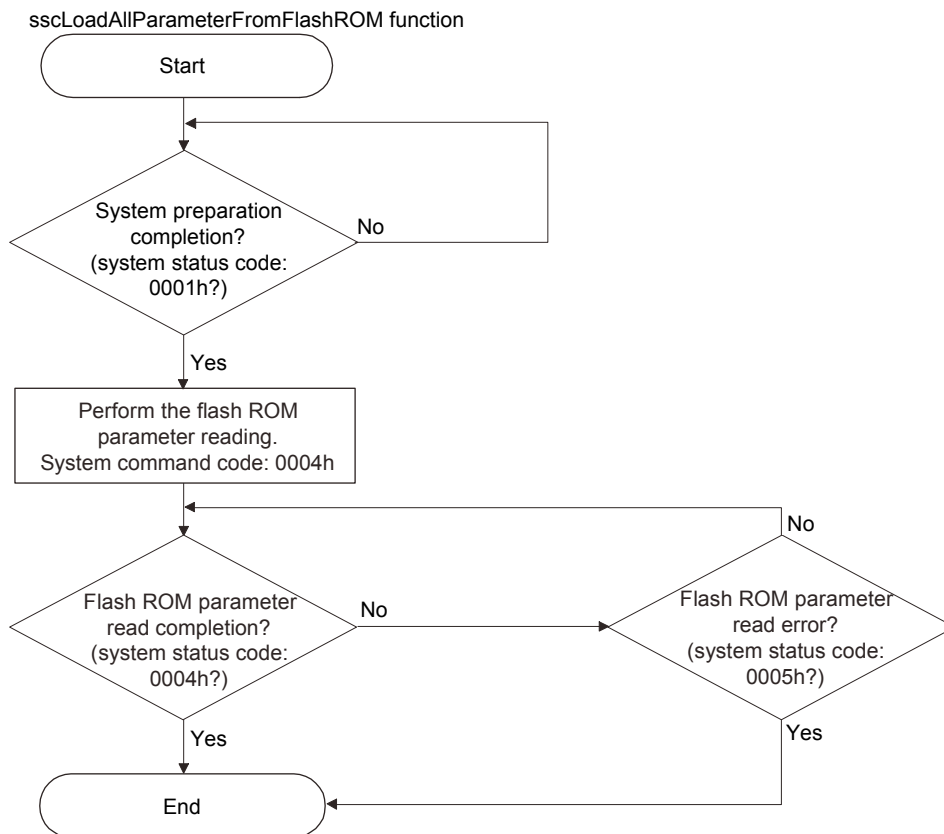 sscLoadAllParameterFromFlashROM function
Start
System preparation
completion?
(system status code:
0001h?)
No
Yes
Perform the flash ROM
parameter reading.
System command code: 0004h
No
Flash ROM parameter
read completion?
(system status code:
0004h?)
No
Flash ROM parameter
read error?
(system status code:
0005h?)
Yes
Yes
End